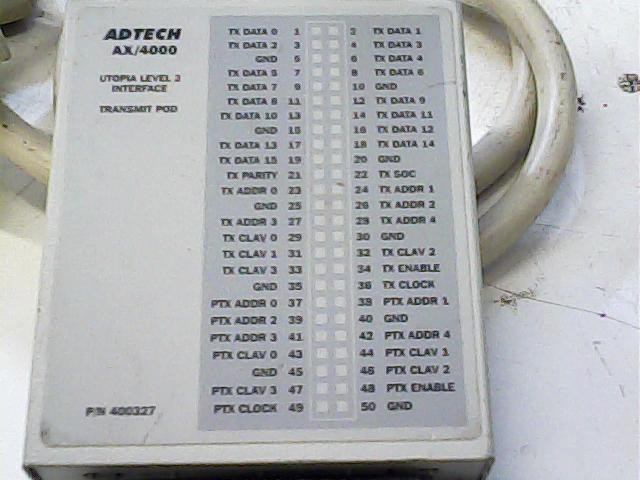 ADTECH
AX/4000
UTOPIA LEVEL 2
INTERFACE
TRANSMIT POD
TX DATA 0 1 2 TX DATA 1
TX DATA 2 3 4 TX DATA 3
GND 5 6 TX DATA 4
TX DATA 5 7 8 TX DATA 6
TX DATA 7 9 10 GND
TX DATA 8 11 12 TX DATA 9
TX DATA 10 13 14 TX DATA 11
GND 15 16 TX DATA 12
TX DATA 13 17 18 TX DATA 14
TX DATA 15 19 20 GND
TX PARITY 21 22 TX SOC
TX ADDR 0 23 24 TX ADDR 1
GND 25 26 TX ADDR 2
TX ADDR 3 27 28 TX ADDR 4
TX CLAV 0 29 30 GND
TX CLAV 1 31 32 TX CLAV 2
TX CLAV 3 33 34 TX ENABLE
GND 35 36 TX CLOCK
PTX ADDR 0 37 38 PTX ADDR 1
PTX ADDR 2 39 40 GND
PTX ADDR 3 41 42 PTX ADDR 4
PTX CLAV 0 43 44 PTX CLAV 1
GND 45 46 PTX CLAV 2
PTX CLAV 3 47 48 PTX ENABLE
PTX CLOCK 49 50 GND
P/N 400327